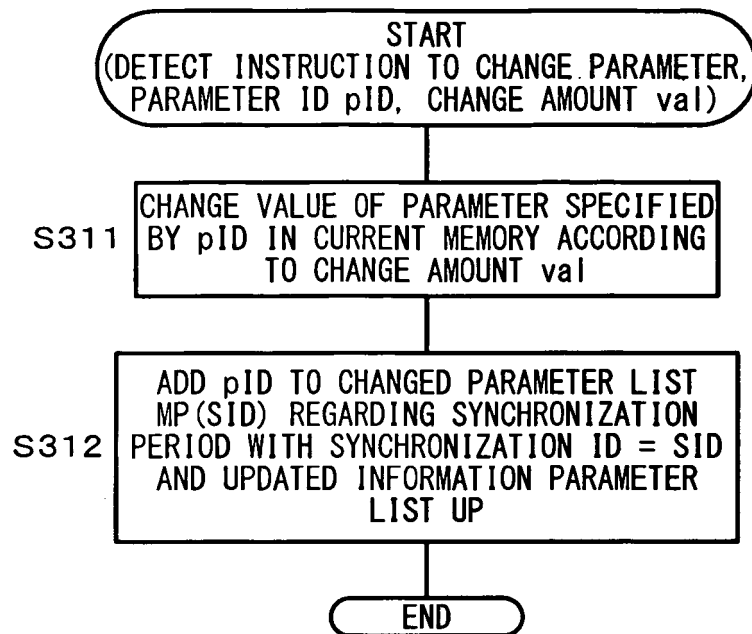 START
(DETECT INSTRUCTION TO CHANGE PARAMETER,
PARAMETER ID pID, CHANGE AMOUNT val)
S311
CHANGE VALUE OF PARAMETER SPECIFIED
BY pID IN CURRENT MEMORY ACCORDING
TO CHANGE AMOUNT val
S312
ADD pID TO CHANGED PARAMETER LIST
MP(SID) REGARDING SYNCHRONIZATION
PERIOD WITH SYNCHRONIZATION ID = SID
AND UPDATED INFORMATION PARAMETER
LIST UP
END